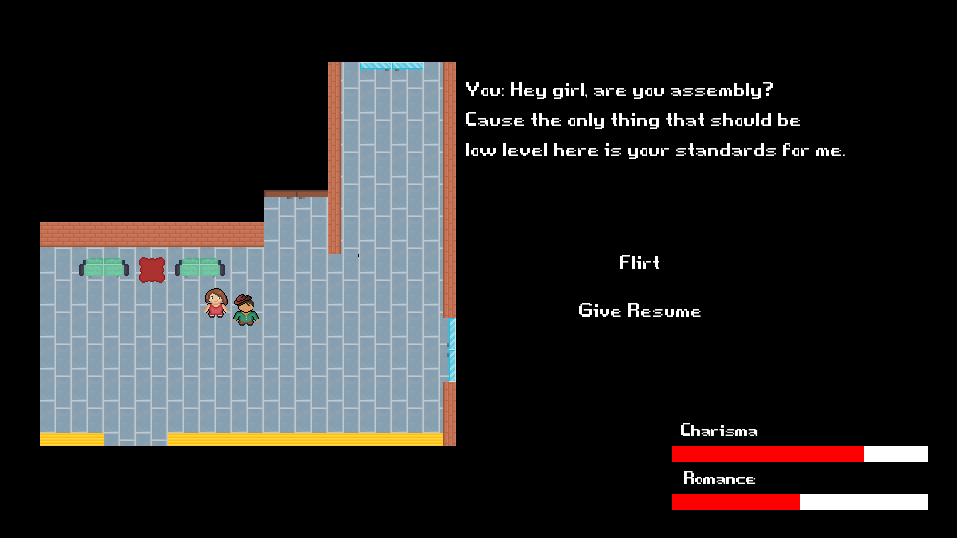 You: Hey girl, are you assembly?
Cause the only thing that should be
low level here is your standards for me.
Flirt
Give Resume
Charisma
Romance